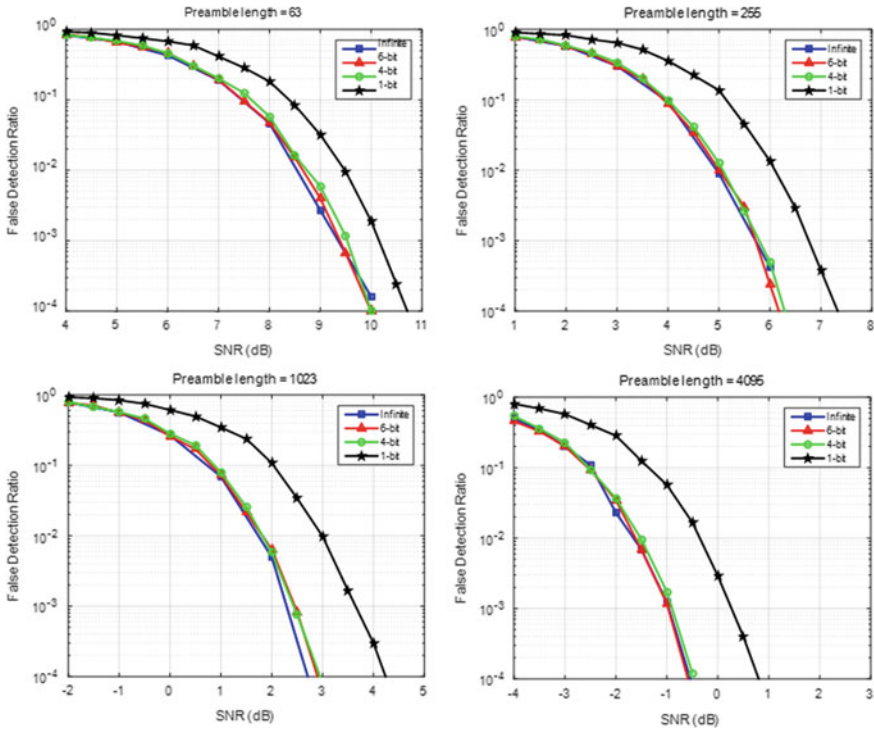 Preamble length = 63
10^0
10^-1
10^-2
10^-3
10^-4
False Detection Ratio
Infinite
6-bit
4-bit
1-bit
4 5 6 7 8 9 10 11
SNR (dB)
Preamble length = 255
10^0
10^-1
10^-2
10^-3
10^-4
False Detection Ratio
Infinite
6-bit
4-bit
1-bit
1 2 3 4 5 6 7 8
SNR (dB)
Preamble length = 1023
10^0
10^-1
10^-2
10^-3
10^-4
False Detection Ratio
Infinite
6-bit
4-bit
1-bit
-2 -1 0 1 2 3 4 5
SNR (dB)
Preamble length = 4095
10^0
10^-1
10^-2
10^-3
10^-4
False Detection Ratio
Infinite
6-bit
4-bit
1-bit
-4 -3 -2 -1 0 1 2 3
SNR (dB)